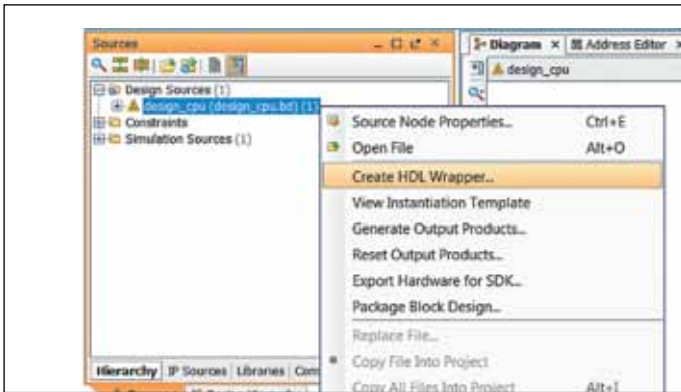 Sources
Diagram × Address Editor ×
design_cpu
Design Sources (1)
design_cpu (design_cpu.bd) (1)
Constraints
Simulation Sources (1)
Source Node Properties... Ctrl+E
Open File Alt+O
Create HDL Wrapper...
View Instantiation Template
Generate Output Products...
Reset Output Products...
Export Hardware for SDK...
Package Block Design...
Replace File...
Copy File Into Project
Copy All Files Into Project Alt+I
Hierarchy IP Sources Libraries